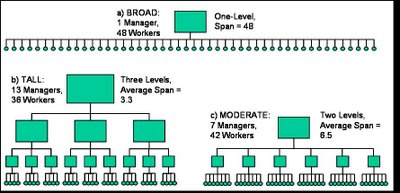 a) BROAD:
1 Manager,
48 Workers
One-Level,
Span = 48
b) TALL:
13 Managers,
36 Workers
Three Levels,
Average Span =
3.3
c) MODERATE:
7 Managers,
42 Workers
Two Levels,
Average Span =
6.5